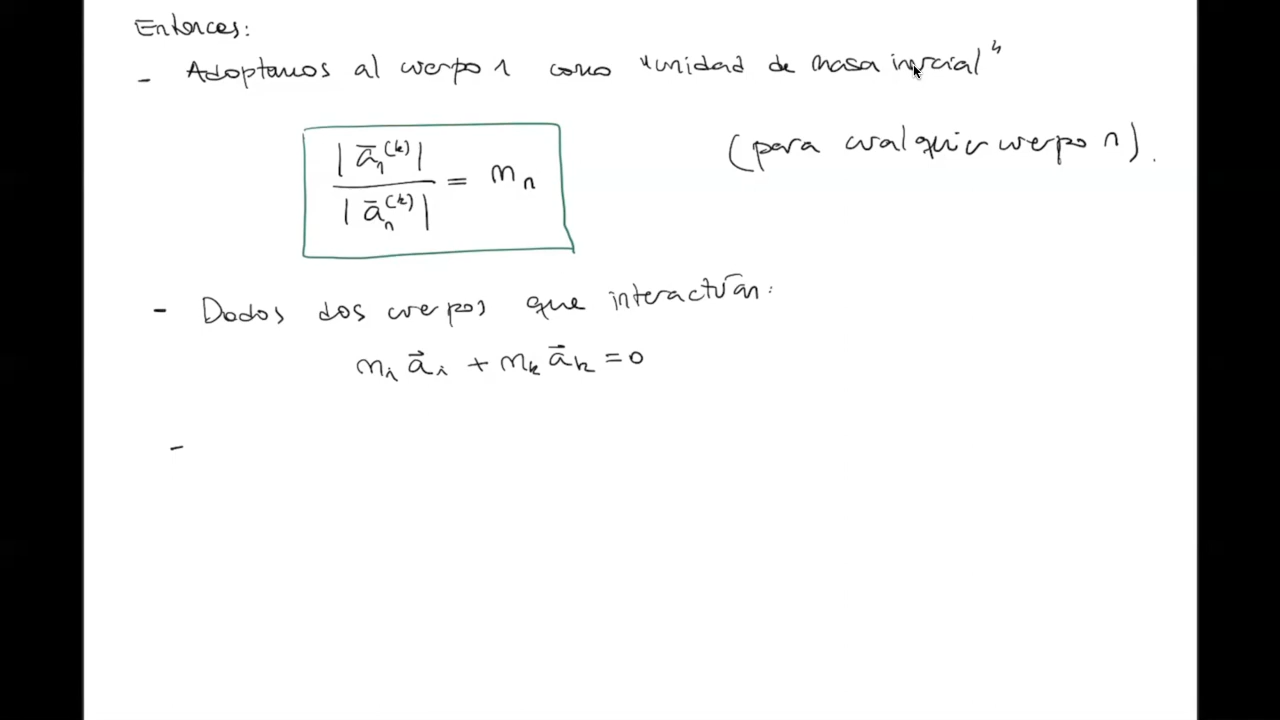 Entonces:
- Adoptamos al cuerpo 1 como "unidad de masa inercial"
|ā₁⁽ᵏ⁾| / |āₙ⁽ᵏ⁾| = mₙ (para cualquier cuerpo n).
- Dados dos cuerpos que interactúan:
mᵢ a⃗ᵢ + mₖ a⃗ₖ = 0
-